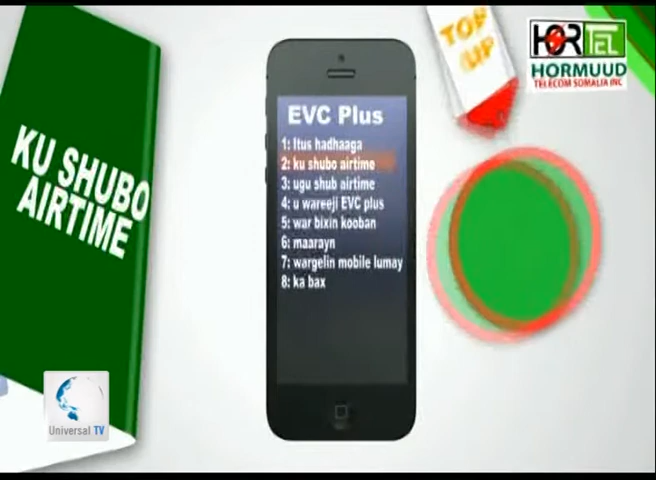 TOP
UP
HORTEL
HORMUUD
TELECOM SOMALIA INC
KU SHUBO
AIRTIME
EVC Plus
1: Itus hadhaaga
2: ku shubo airtime
3: ugu shub airtime
4: u wareeji EVC plus
5: war bixin kooban
6: maarayn
7: wargelin mobile lumay
8: ka bax
Universal TV